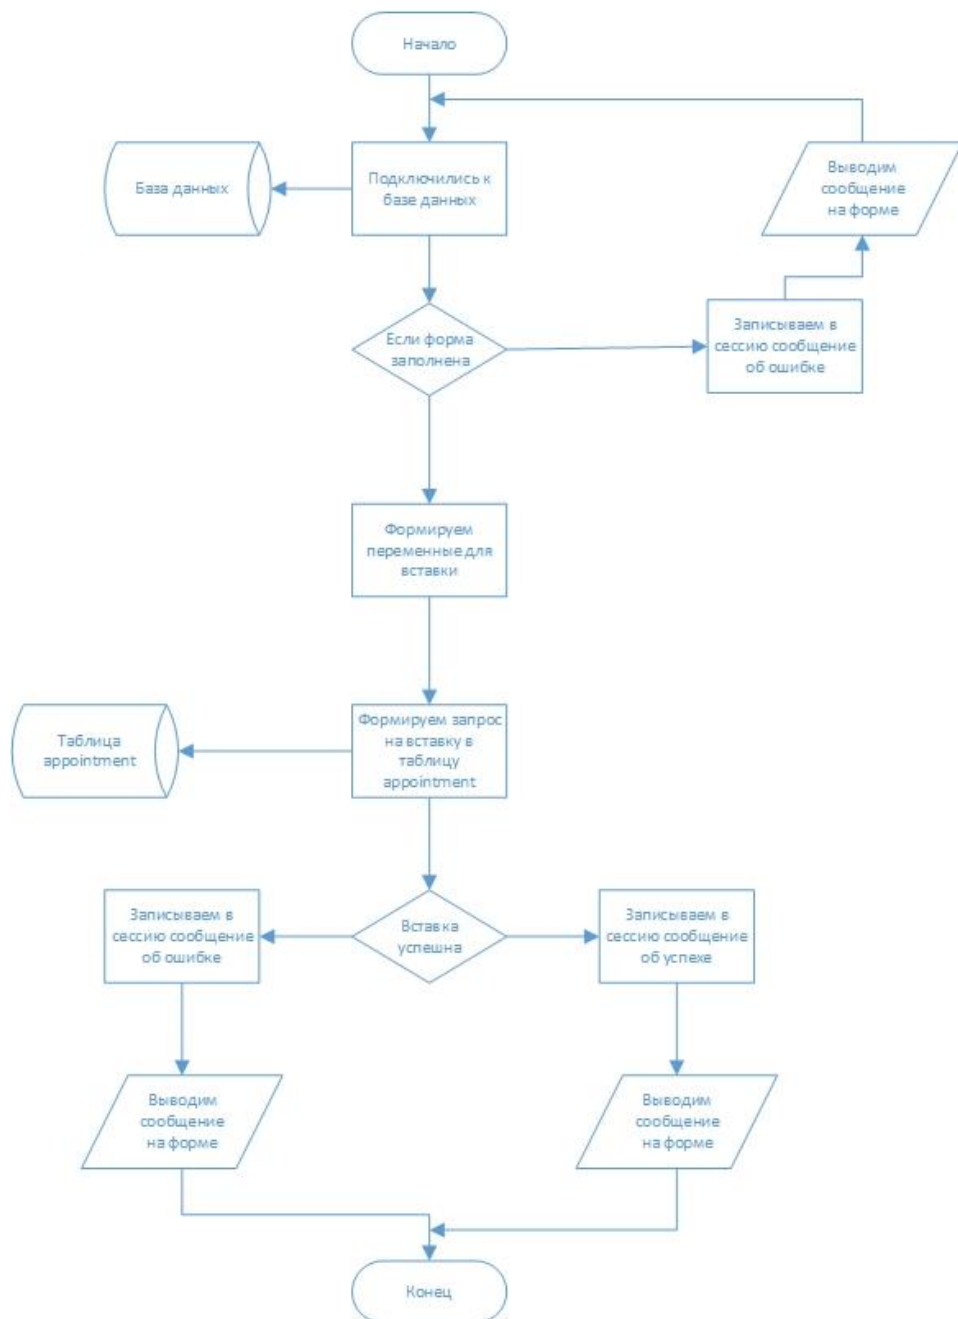 Начало
База данных
Подключились к
базе данных
Выводим
сообщение
на форме
Если форма
заполнена
Записываем в
сессию сообщение
об ошибке
Формируем
переменные для
вставки
Таблица
appointment
Формируем запрос
на вставку в
таблицу
appointment
Записываем в
сессию сообщение
об ошибке
Вставка
успешна
Записываем в
сессию сообщение
об успехе
Выводим
сообщение
на форме
Выводим
сообщение
на форме
Конец